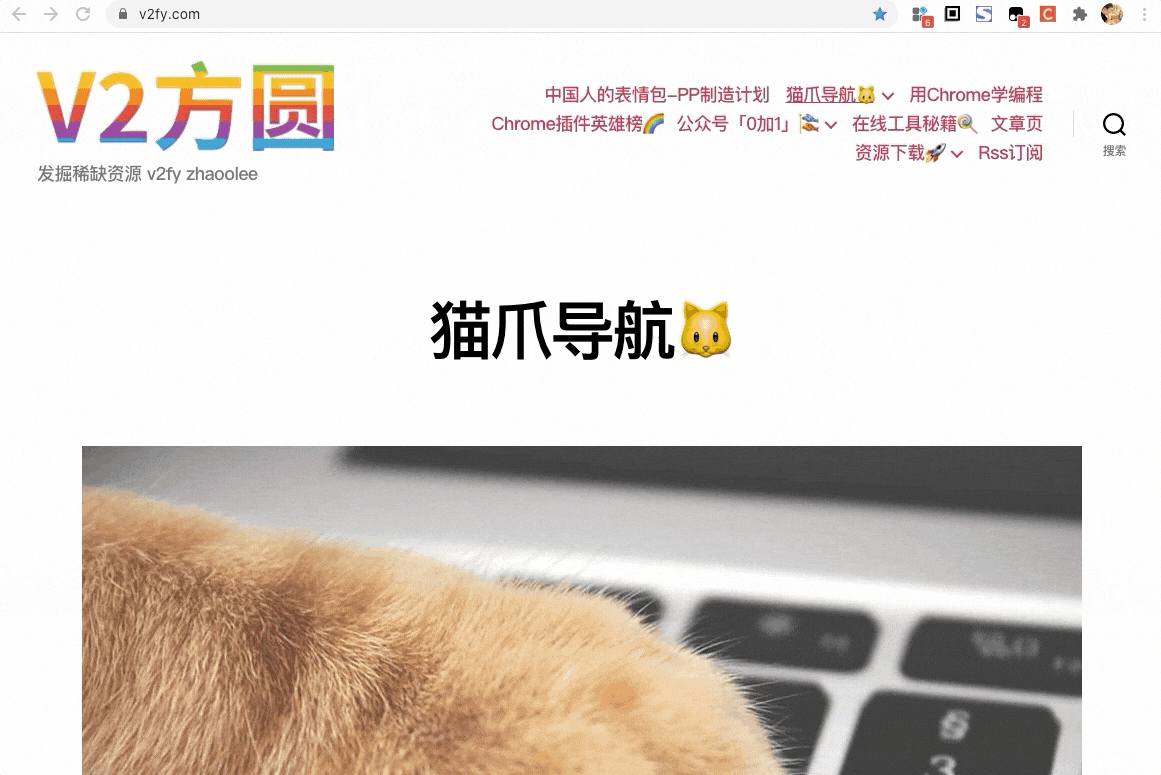 v2fy.com
6
2
C
V2方圆
发掘稀缺资源 v2fy zhaoolee
中国人的表情包-PP制造计划 猫爪导航🐱 用Chrome学编程
Chrome插件英雄榜🌈 公众号「0加1」🎏 在线工具秘籍🍭 文章页
资源下载🚀 Rss订阅
搜索
猫爪导航🐱
§
3